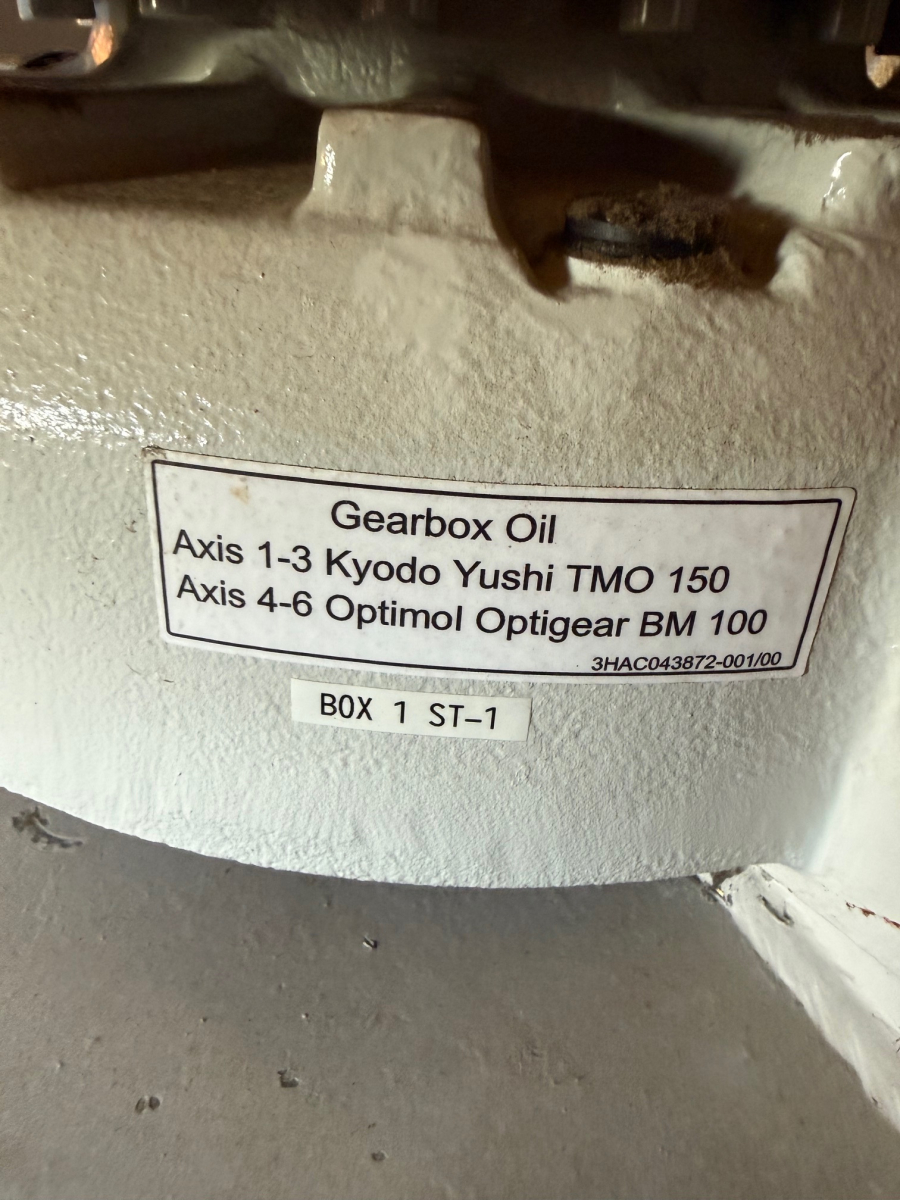 Gearbox Oil
Axis 1-3 Kyodo Yushi TMO 150
Axis 4-6 Optimol Optigear BM 100
3HAC043872-001/00
BOX 1 ST-1